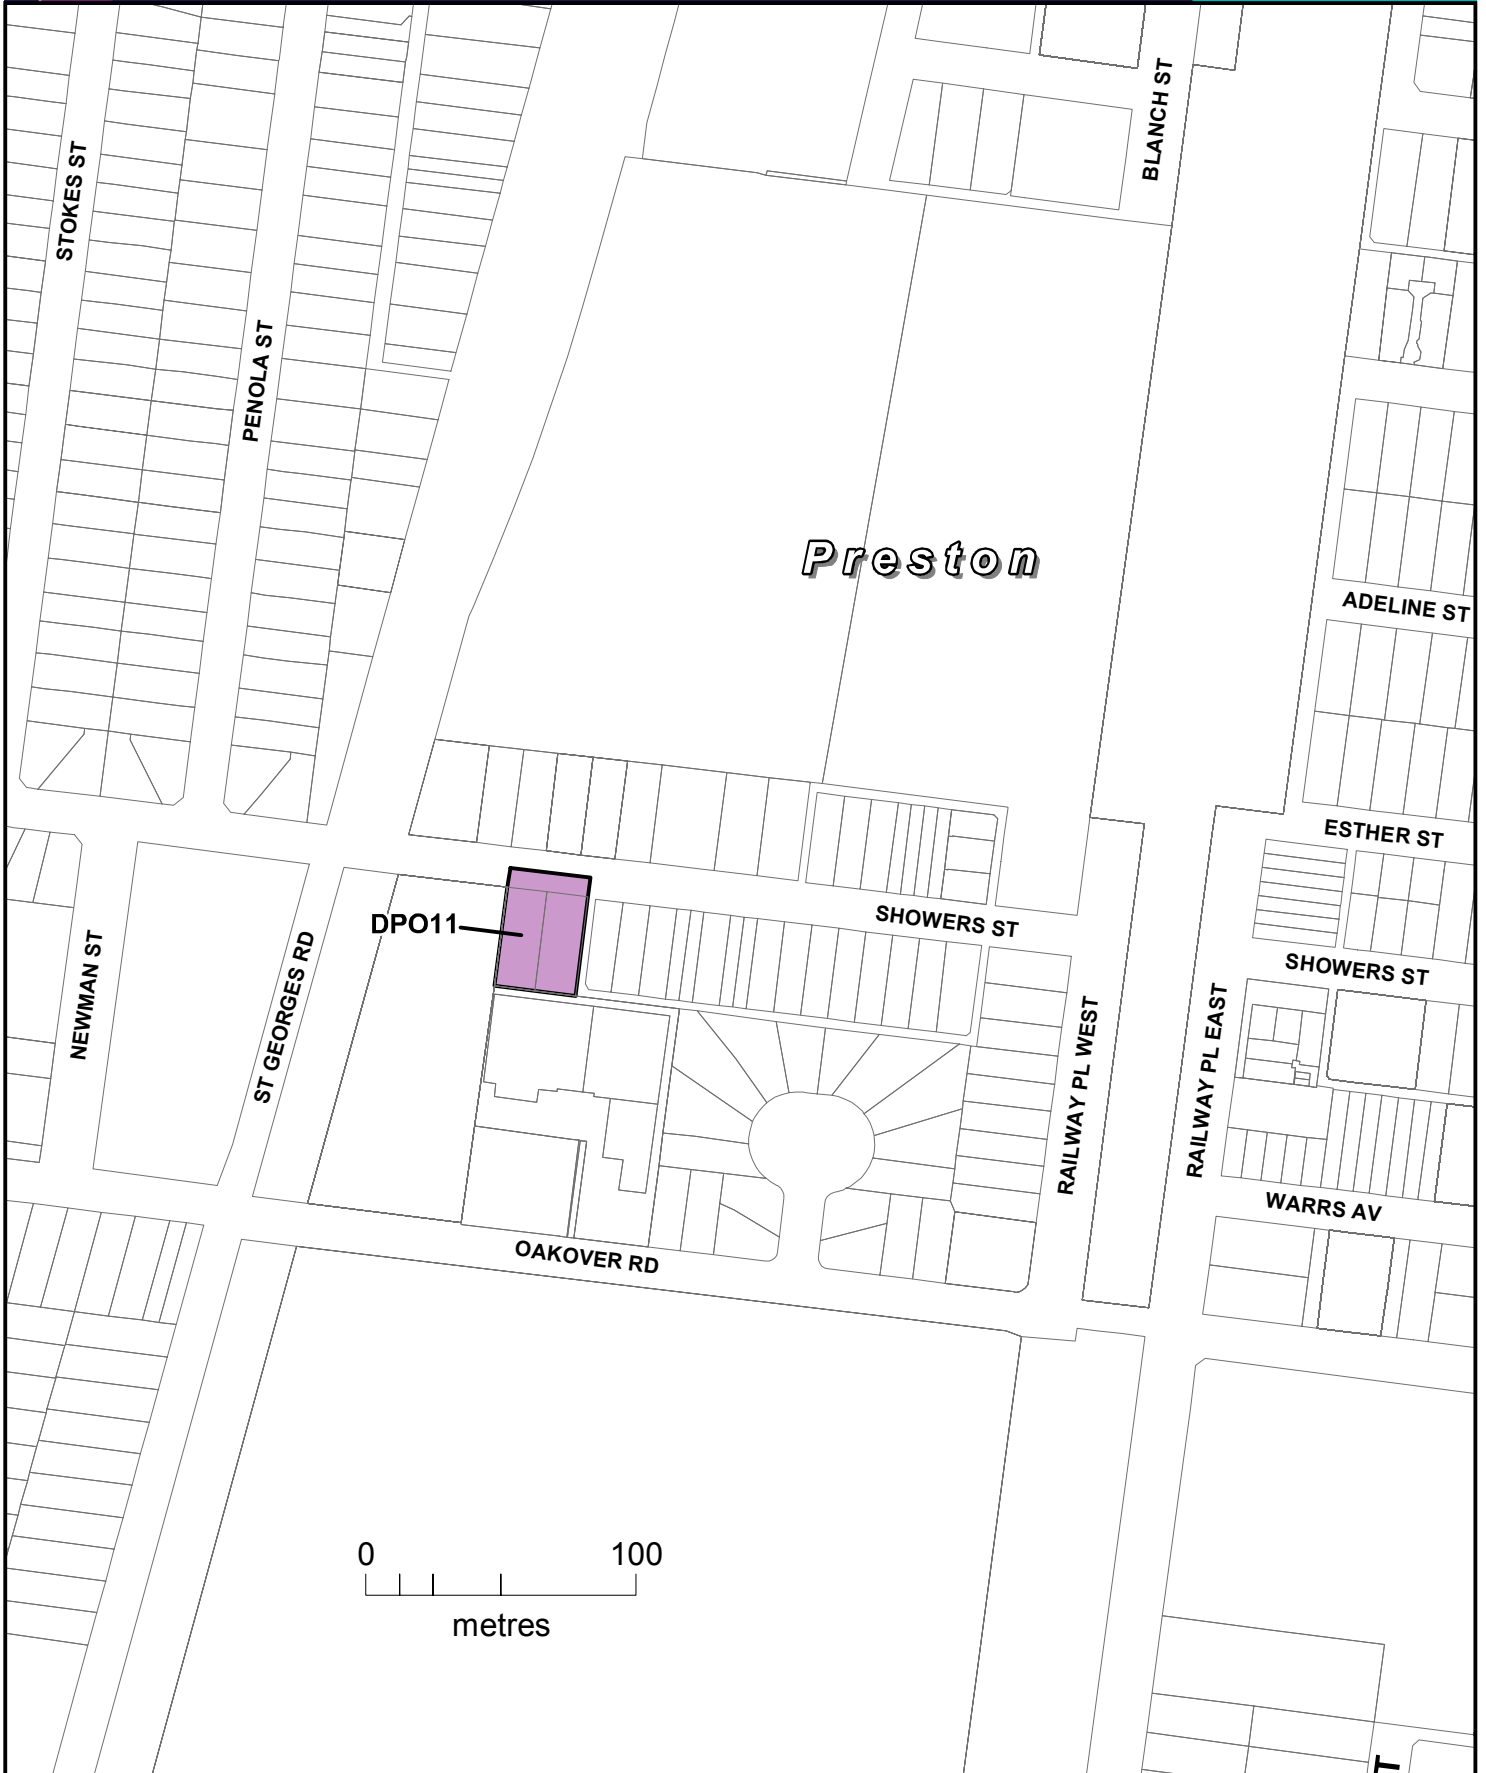 BLANCH ST
STOKES ST
PENOLA ST
Preston
ADELINE ST
ESTHER ST
SHOWERS ST
DPO11
SHOWERS ST
NEWMAN ST
ST GEORGES RD
RAILWAY PL WEST
RAILWAY PL EAST
WARRS AV
OAKOVER RD
0 100
metres
T